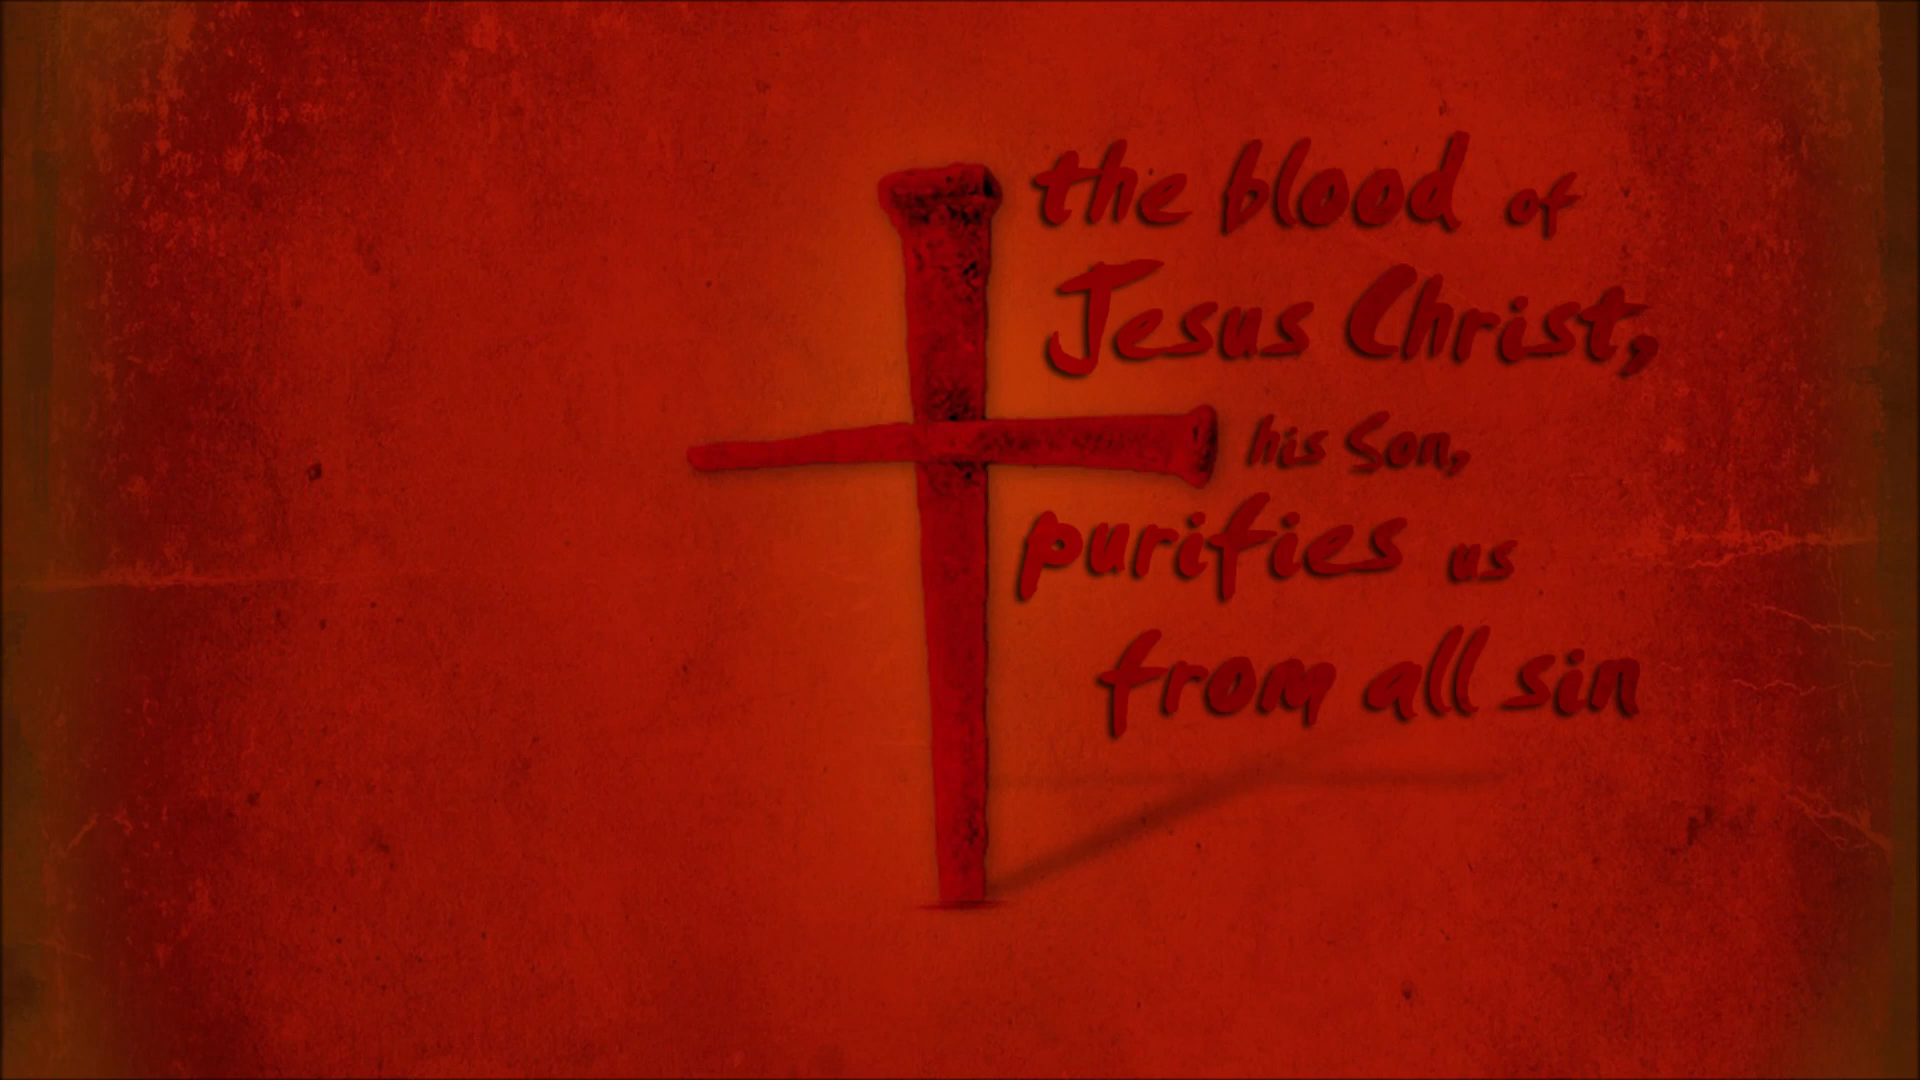 the blood of
Jesus Christ,
his Son,
purifies us
from all sin